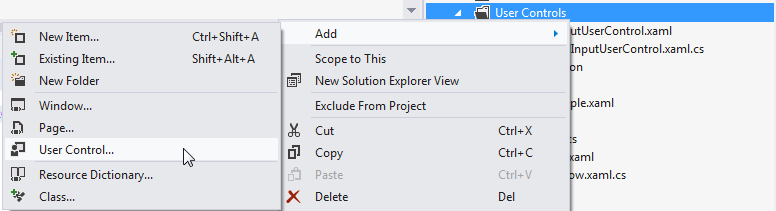 User Controls
New Item... Ctrl+Shift+A
Existing Item... Shift+Alt+A
New Folder
Window...
Page...
User Control...
Resource Dictionary...
Class...
Add
Scope to This
New Solution Explorer View
Exclude From Project
Cut Ctrl+X
Copy Ctrl+C
Paste Ctrl+V
Delete Del
utUserControl.xaml
InputUserControl.xaml.cs
on
ple.xaml
cs
xaml
ow.xaml.cs